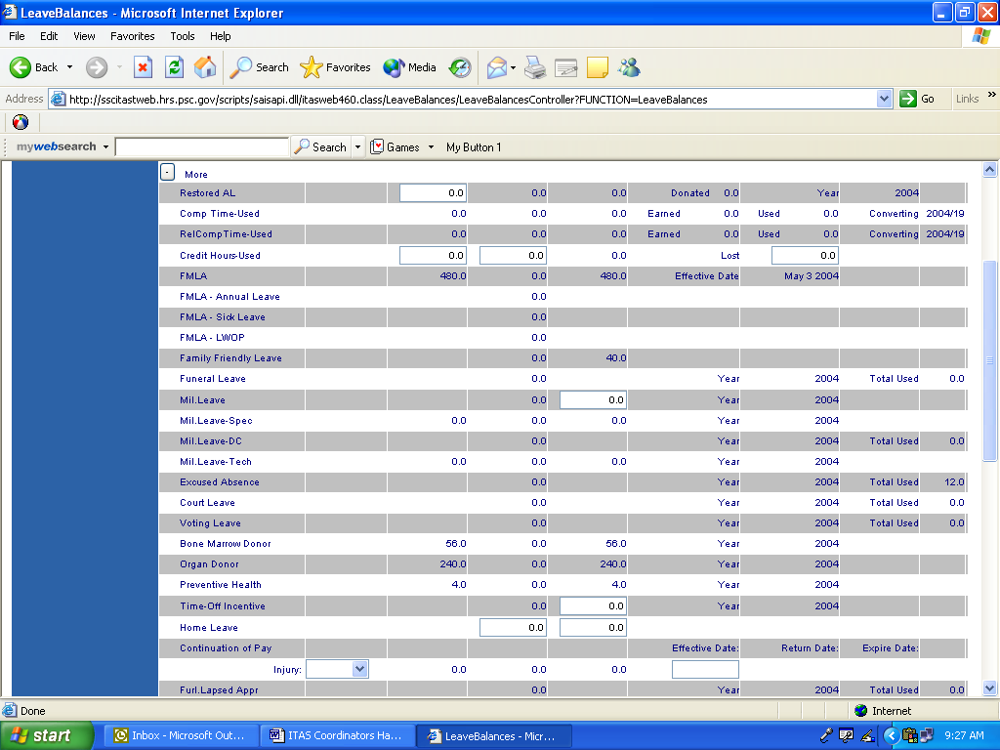 LeaveBalances - Microsoft Internet Explorer
File Edit View Favorites Tools Help
Back Search Favorites Media
Address http://sscitastweb.hrs.psc.gov/scripts/saisapi.dll/itasweb460.class/LeaveBalances/LeaveBalancesController?FUNCTION=LeaveBalances Go Links »
mywebsearch Search Games My Button 1
- More
Restored AL 0.0 0.0 0.0 Donated 0.0 Year 2004
Comp Time-Used 0.0 0.0 0.0 Earned 0.0 Used 0.0 Converting 2004/19
RelCompTime-Used 0.0 0.0 0.0 Earned 0.0 Used 0.0 Converting 2004/19
Credit Hours-Used 0.0 0.0 0.0 Lost 0.0
FMLA 480.0 0.0 480.0 Effective Date May 3 2004
FMLA - Annual Leave 0.0
FMLA - Sick Leave 0.0
FMLA - LWOP 0.0
Family Friendly Leave 0.0 40.0
Funeral Leave 0.0 Year 2004 Total Used 0.0
Mil.Leave 0.0 0.0 Year 2004
Mil.Leave-Spec 0.0 0.0 0.0 Year 2004
Mil.Leave-DC 0.0 Year 2004 Total Used 0.0
Mil.Leave-Tech 0.0 0.0 0.0 Year 2004
Excused Absence 0.0 Year 2004 Total Used 12.0
Court Leave 0.0 Year 2004 Total Used 0.0
Voting Leave 0.0 Year 2004 Total Used 0.0
Bone Marrow Donor 56.0 0.0 56.0 Year 2004
Organ Donor 240.0 0.0 240.0 Year 2004
Preventive Health 4.0 0.0 4.0 Year 2004
Time-Off Incentive 0.0 0.0 Year 2004
Home Leave 0.0 0.0
Continuation of Pay Effective Date: Return Date: Expire Date:
Injury: 0.0 0.0 0.0
Furl.Lapsed Appr 0.0 Year 2004 Total Used 0.0
Done Internet
start Inbox - Microsoft Out... ITAS Coordinators Ha... LeaveBalances - Micr... 9:27 AM